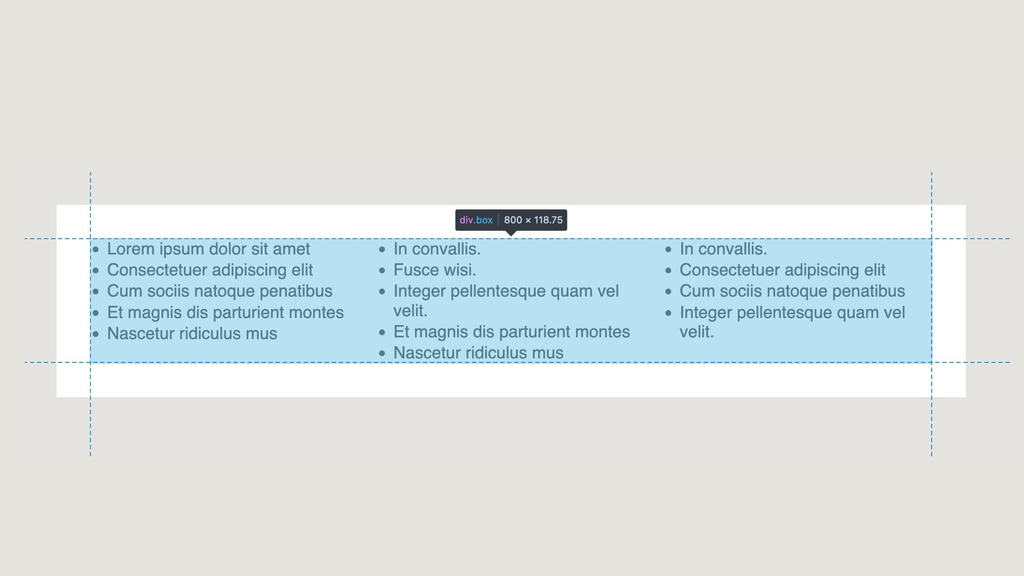 div.box | 800 × 118.75
• Lorem ipsum dolor sit amet
• Consectetuer adipiscing elit
• Cum sociis natoque penatibus
• Et magnis dis parturient montes
• Nascetur ridiculus mus
• In convallis.
• Fusce wisi.
• Integer pellentesque quam vel
velit.
• Et magnis dis parturient montes
• Nascetur ridiculus mus
• In convallis.
• Consectetuer adipiscing elit
• Cum sociis natoque penatibus
• Integer pellentesque quam vel
velit.